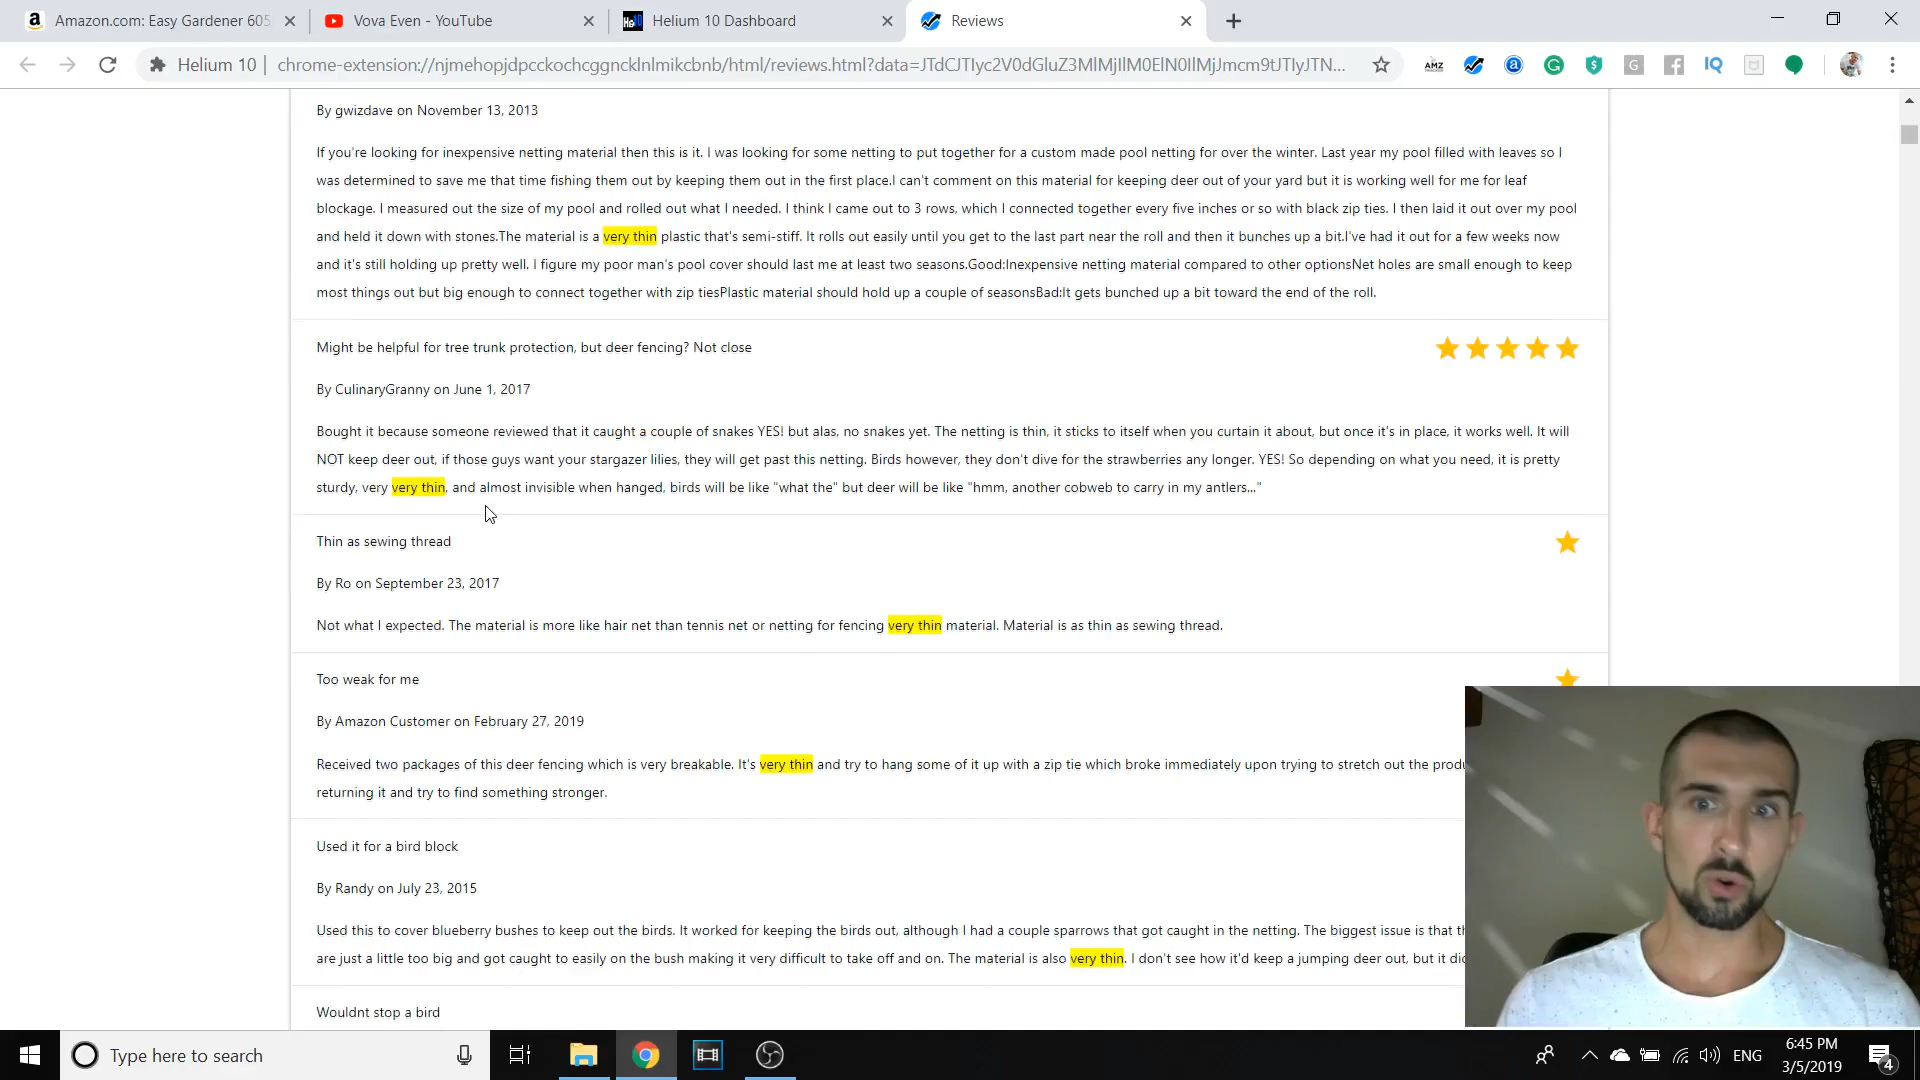 Amazon.com: Easy Gardener 605
Vova Even - YouTube
Helium 10 Dashboard
Reviews
Helium 10
chrome-extension://njmehopjdpcckochcggncklnlmikcbnb/html/reviews.html?data=JTdCJTIyc2V0dGluZ3MlMjIlM0ElN0IlMjJmcm9tJTIyJTN...
By gwizdave on November 13, 2013
If you're looking for inexpensive netting material then this is it. I was looking for some netting to put together for a custom made pool netting for over the winter. Last year my pool filled with leaves so I
was determined to save me that time fishing them out by keeping them out in the first place.I can't comment on this material for keeping deer out of your yard but it is working well for me for leaf
blockage. I measured out the size of my pool and rolled out what I needed. I think I came out to 3 rows, which I connected together every five inches or so with black zip ties. I then laid it out over my pool
and held it down with stones.The material is a very thin plastic that's semi-stiff. It rolls out easily until you get to the last part near the roll and then it bunches up a bit.I've had it out for a few weeks now
and it's still holding up pretty well. I figure my poor man's pool cover should last me at least two seasons.Good:Inexpensive netting material compared to other optionsNet holes are small enough to keep
most things out but big enough to connect together with zip tiesPlastic material should hold up a couple of seasonsBad:It gets bunched up a bit toward the end of the roll.
Might be helpful for tree trunk protection, but deer fencing? Not close
By CulinaryGranny on June 1, 2017
Bought it because someone reviewed that it caught a couple of snakes YES! but alas, no snakes yet. The netting is thin, it sticks to itself when you curtain it about, but once it's in place, it works well. It will
NOT keep deer out, if those guys want your stargazer lilies, they will get past this netting. Birds however, they don't dive for the strawberries any longer. YES! So depending on what you need, it is pretty
sturdy, very very thin, and almost invisible when hanged, birds will be like "what the" but deer will be like "hmm, another cobweb to carry in my antlers..."
Thin as sewing thread
By Ro on September 23, 2017
Not what I expected. The material is more like hair net than tennis net or netting for fencing very thin material. Material is as thin as sewing thread.
Too weak for me
By Amazon Customer on February 27, 2019
Received two packages of this deer fencing which is very breakable. It's very thin and try to hang some of it up with a zip tie which broke immediately upon trying to stretch out the produ
returning it and try to find something stronger.
Used it for a bird block
By Randy on July 23, 2015
Used this to cover blueberry bushes to keep out the birds. It worked for keeping the birds out, although I had a couple sparrows that got caught in the netting. The biggest issue is that th
are just a little too big and got caught to easily on the bush making it very difficult to take off and on. The material is also very thin. I don't see how it'd keep a jumping deer out, but it did
Wouldnt stop a bird
Type here to search
ENG
6:45 PM
3/5/2019
4